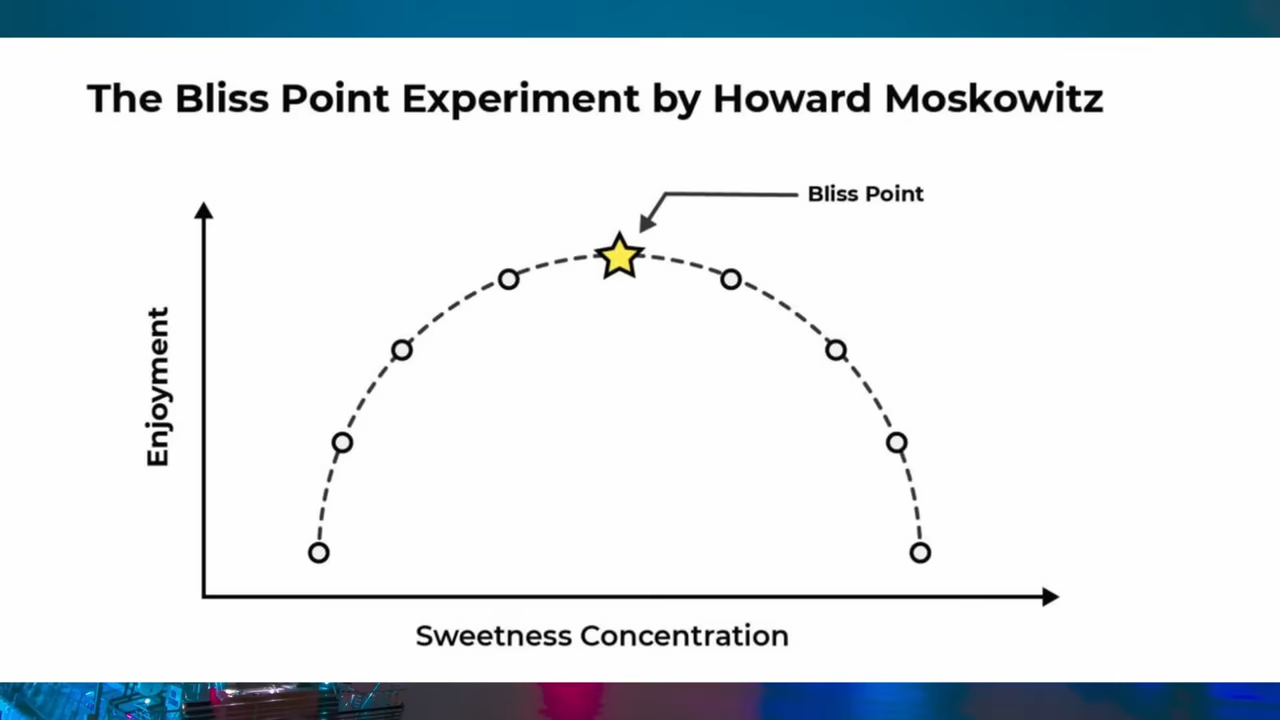 The Bliss Point Experiment by Howard Moskowitz
Bliss Point
Enjoyment
Sweetness Concentration